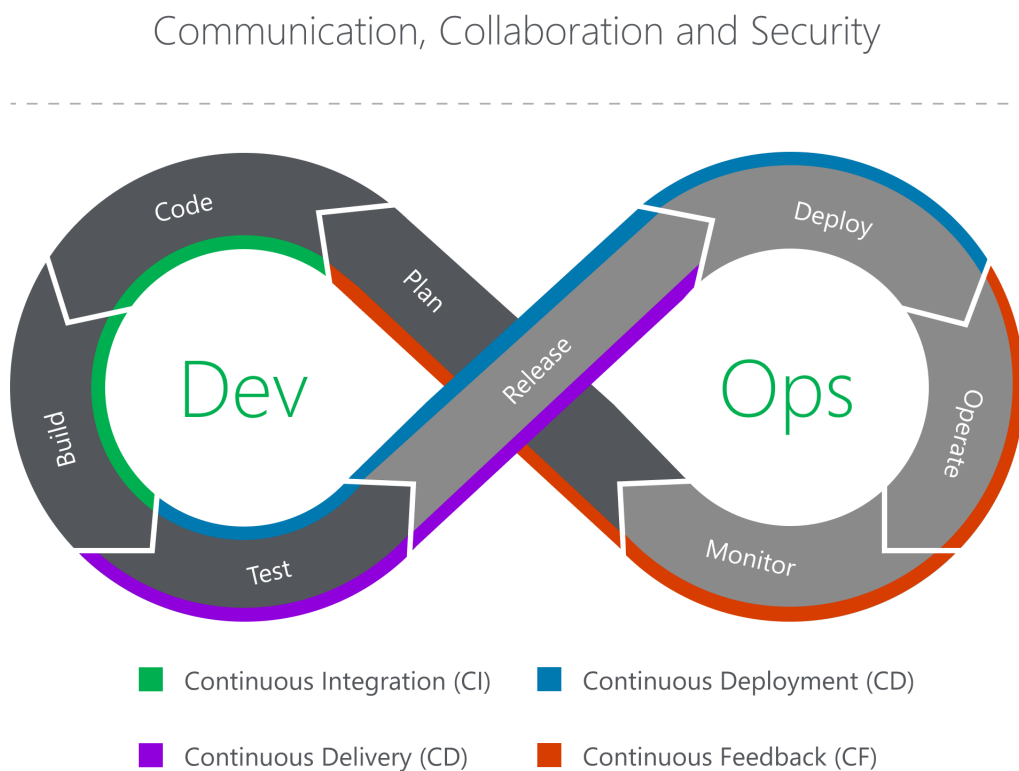 Communication, Collaboration and Security
Code
Plan
Build
Dev
Test
Release
Deploy
Ops
Operate
Monitor
Continuous Integration (CI)
Continuous Deployment (CD)
Continuous Delivery (CD)
Continuous Feedback (CF)